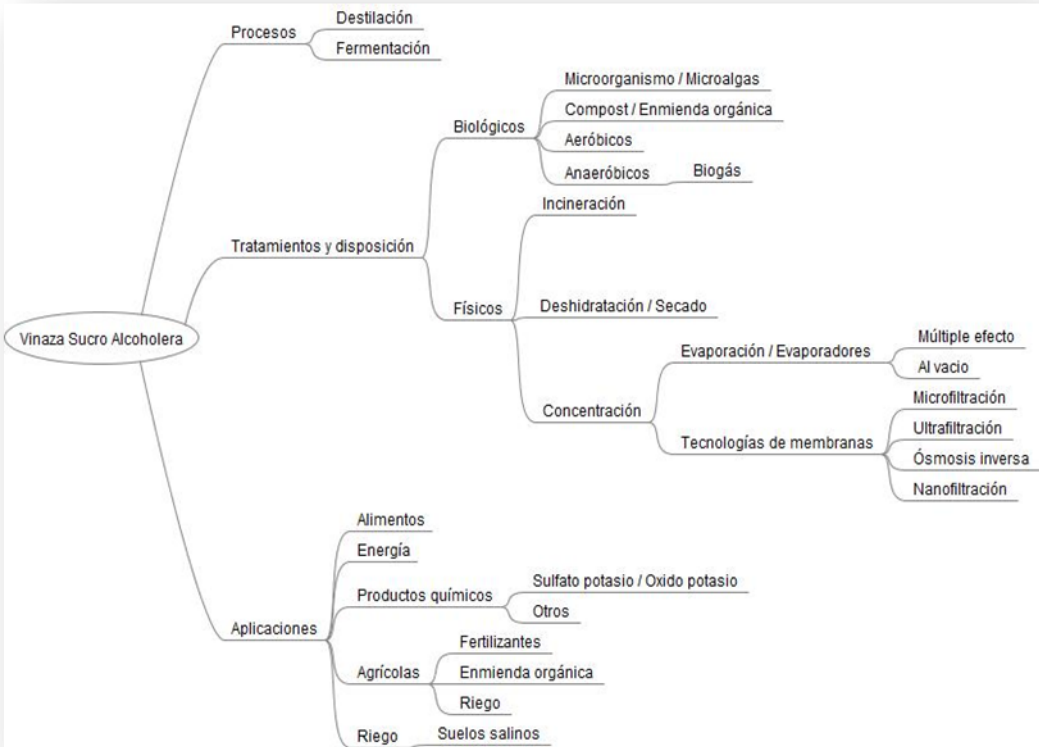 Vinaza Sucro Alcoholera
Procesos
Destilación
Fermentación
Tratamientos y disposición
Biológicos
Microorganismo / Microalgas
Compost / Enmienda orgánica
Aeróbicos
Anaeróbicos
Biogás
Físicos
Incineración
Deshidratación / Secado
Concentración
Evaporación / Evaporadores
Múltiple efecto
Al vacio
Tecnologías de membranas
Microfiltración
Ultrafiltración
Ósmosis inversa
Nanofiltración
Aplicaciones
Alimentos
Energía
Productos químicos
Sulfato potasio / Oxido potasio
Otros
Agrícolas
Fertilizantes
Enmienda orgánica
Riego
Riego
Suelos salinos